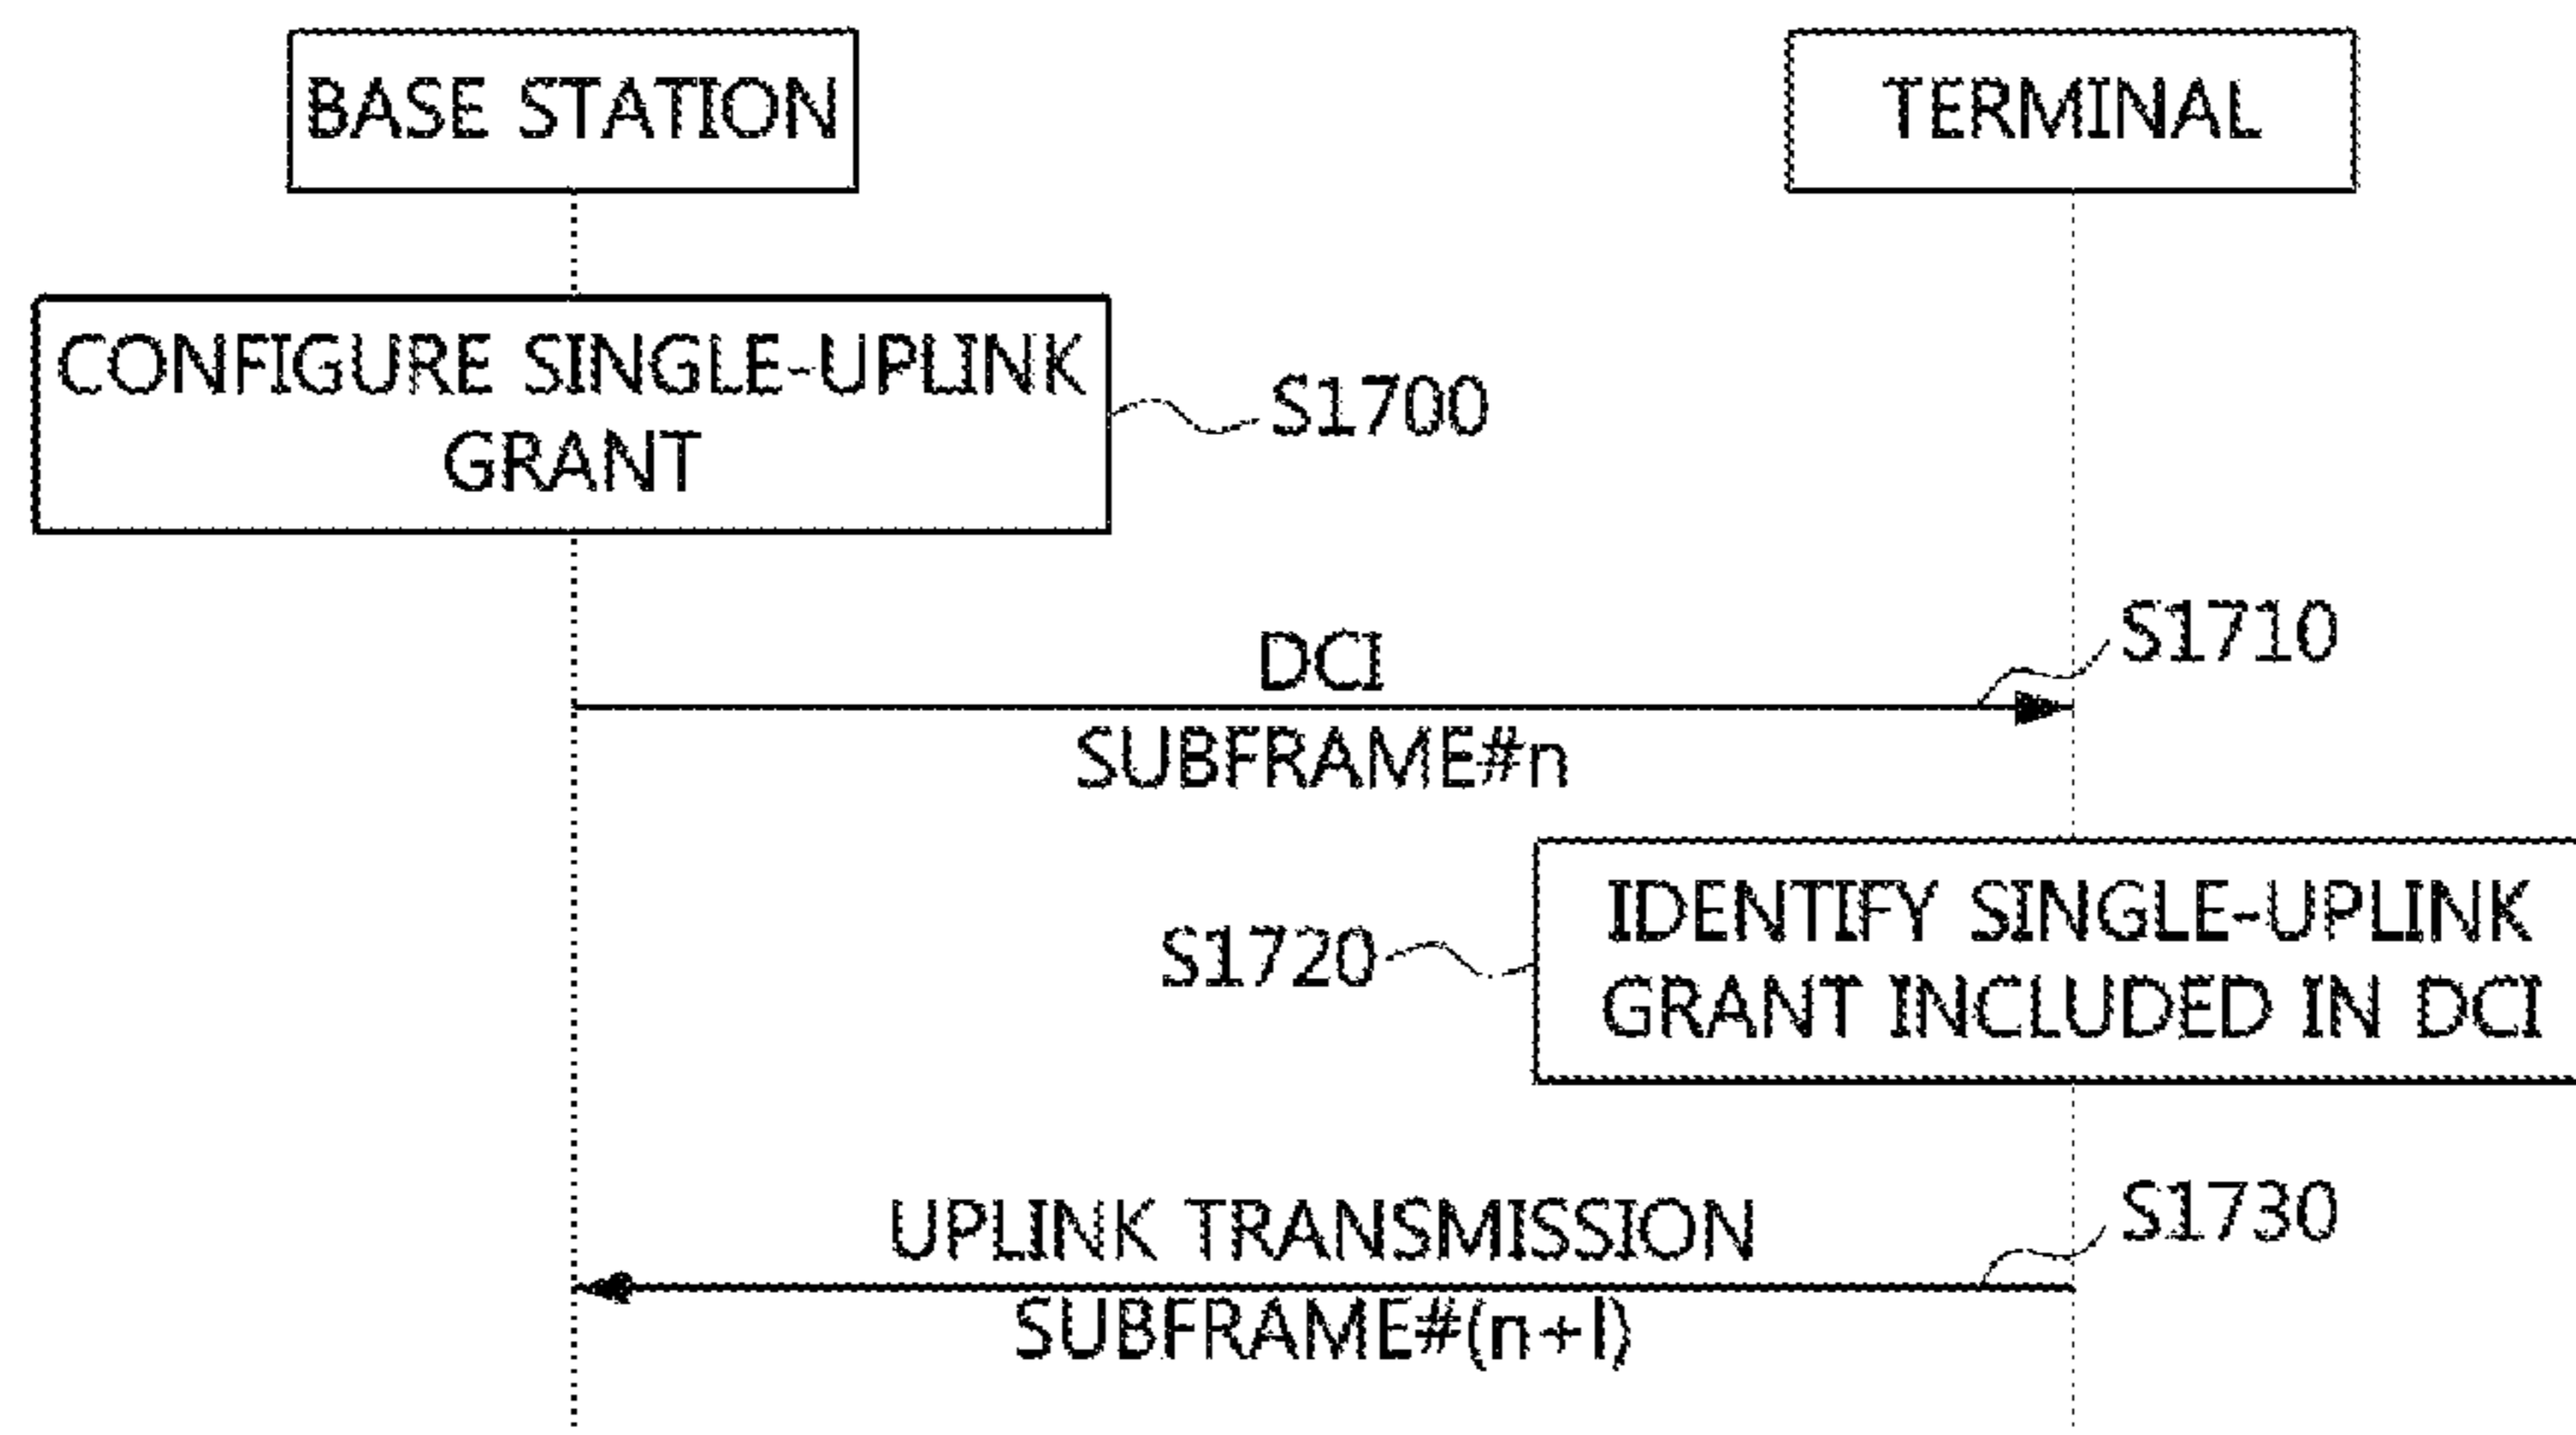 BASE STATION
TERMINAL
CONFIGURE SINGLE-UPLINK
GRANT
S1700
DCI
S1710
SUBFRAME#n
S1720
IDENTIFY SINGLE-UPLINK
GRANT INCLUDED IN DCI
UPLINK TRANSMISSION
S1730
SUBFRAME#(n+l)